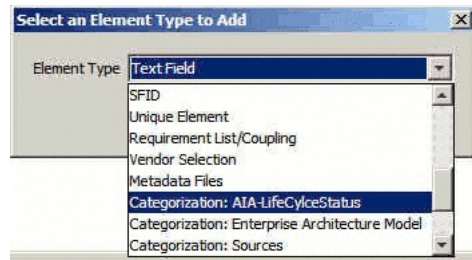 Select an Element Type to Add
Element Type Text Field
SFID
Unique Element
Requirement List/Coupling
Vendor Selection
Metadata Files
Categorization: AIA-LifeCylceStatus
Categorization: Enterprise Architecture Model
Categorization: Sources